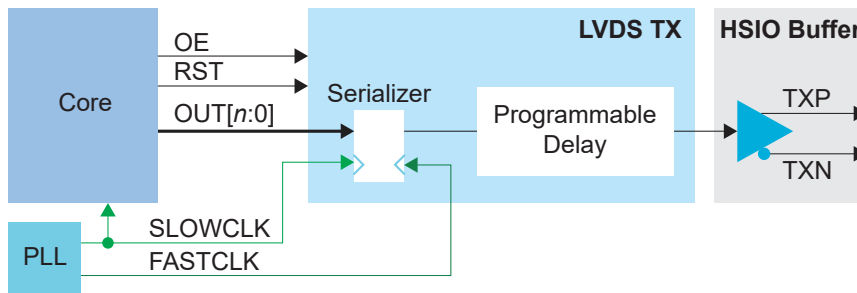 LVDS TX
HSIO Buffer
OE
RST
Core
OUT[n:0]
Serializer
Programmable
Delay
TXP
TXN
PLL
SLOWCLK
FASTCLK